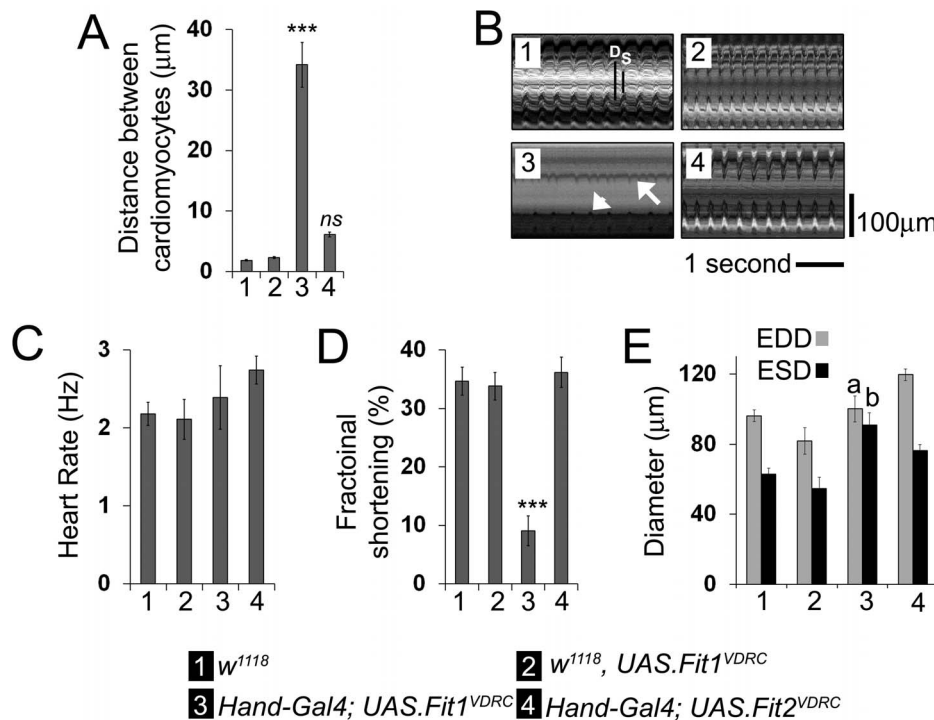 A
Distance between
cardiomyocytes (μm)
40
30
20
10
0
***
ns
1 2 3 4
B
1
D S
2
3
4
100μm
1 second
C
Heart Rate (Hz)
3
2
1
0
1 2 3 4
D
Fractoinal
shortening (%)
40
30
20
10
0
***
1 2 3 4
E
EDD
ESD
Diameter (μm)
120
80
40
0
a
b
1 2 3 4
1 w1118
2 w1118, UAS.Fit1VDRC
3 Hand-Gal4; UAS.Fit1VDRC
4 Hand-Gal4; UAS.Fit2VDRC